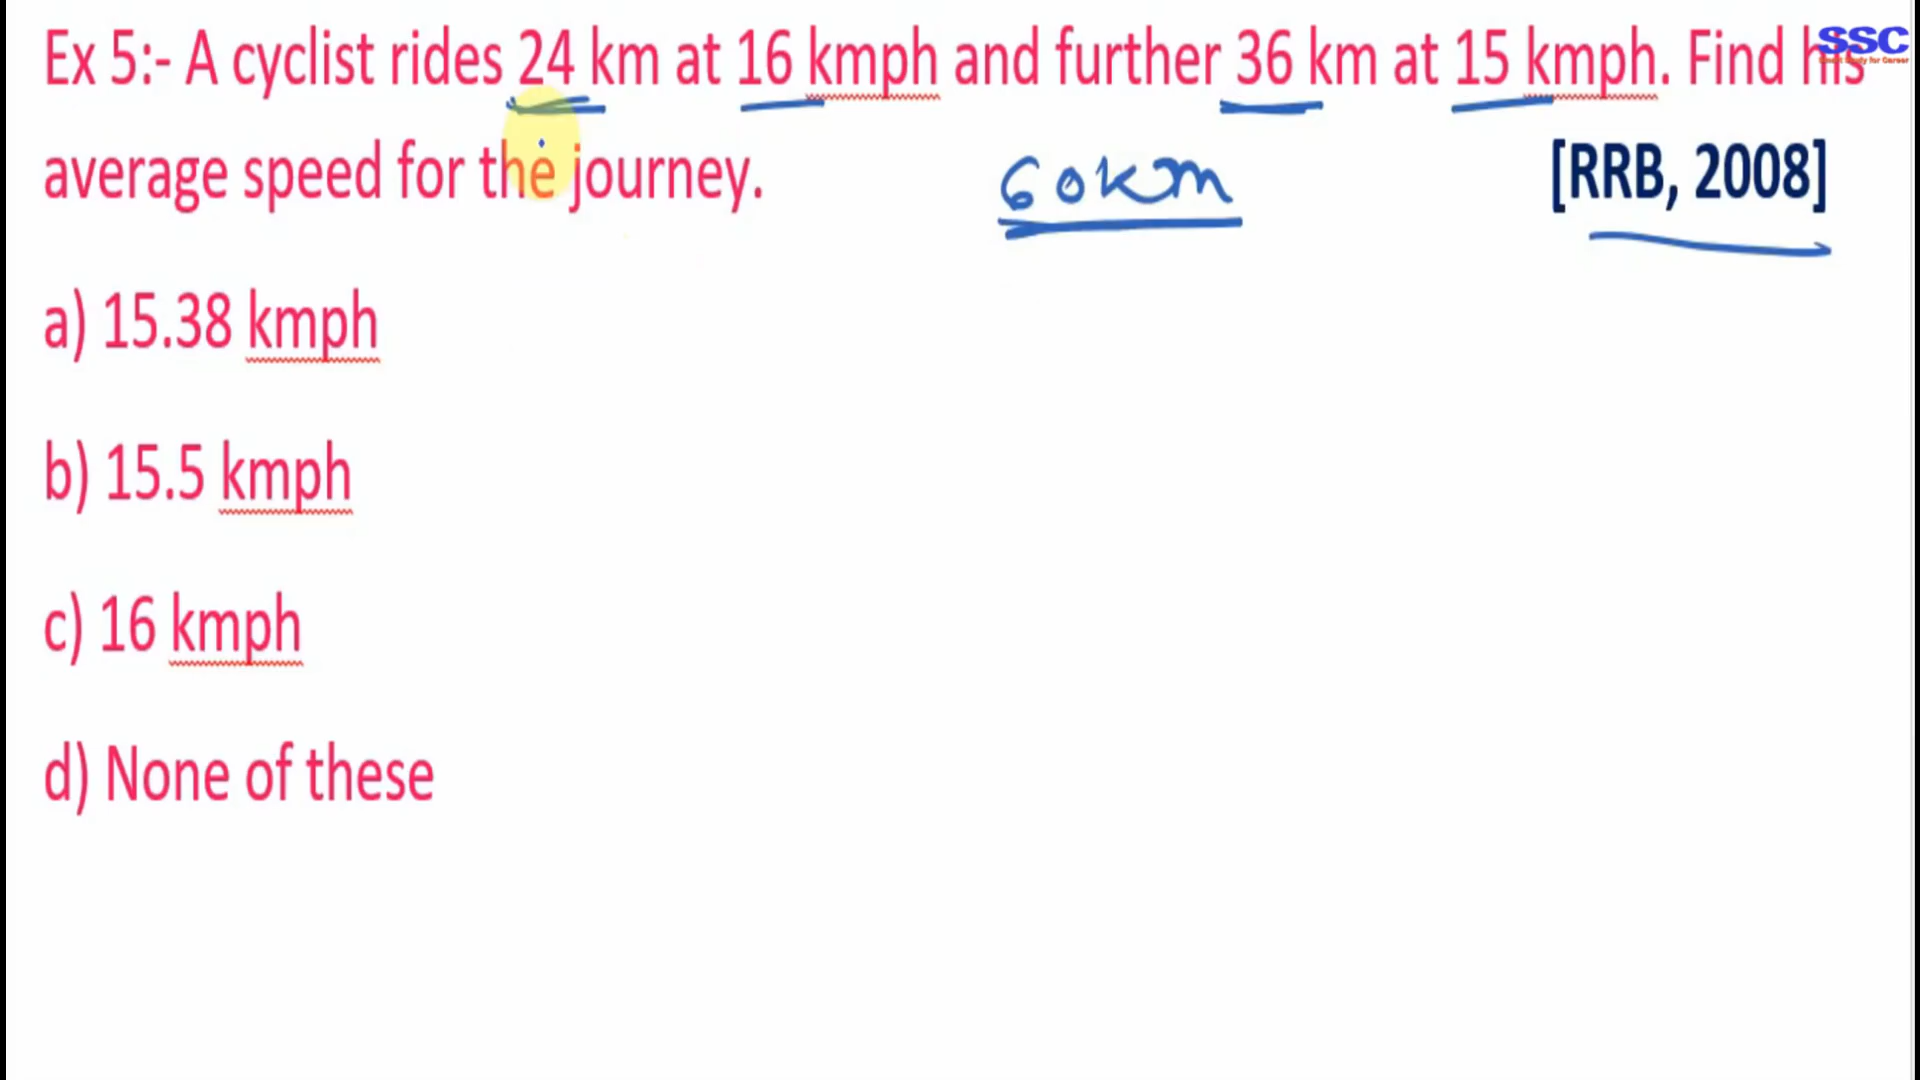 Ex 5:- A cyclist rides 24 km at 16 kmph and further 36 km at 15 kmph. Find his
SSC
average speed for the journey.
60km
[RRB, 2008]
a) 15.38 kmph
b) 15.5 kmph
c) 16 kmph
d) None of these